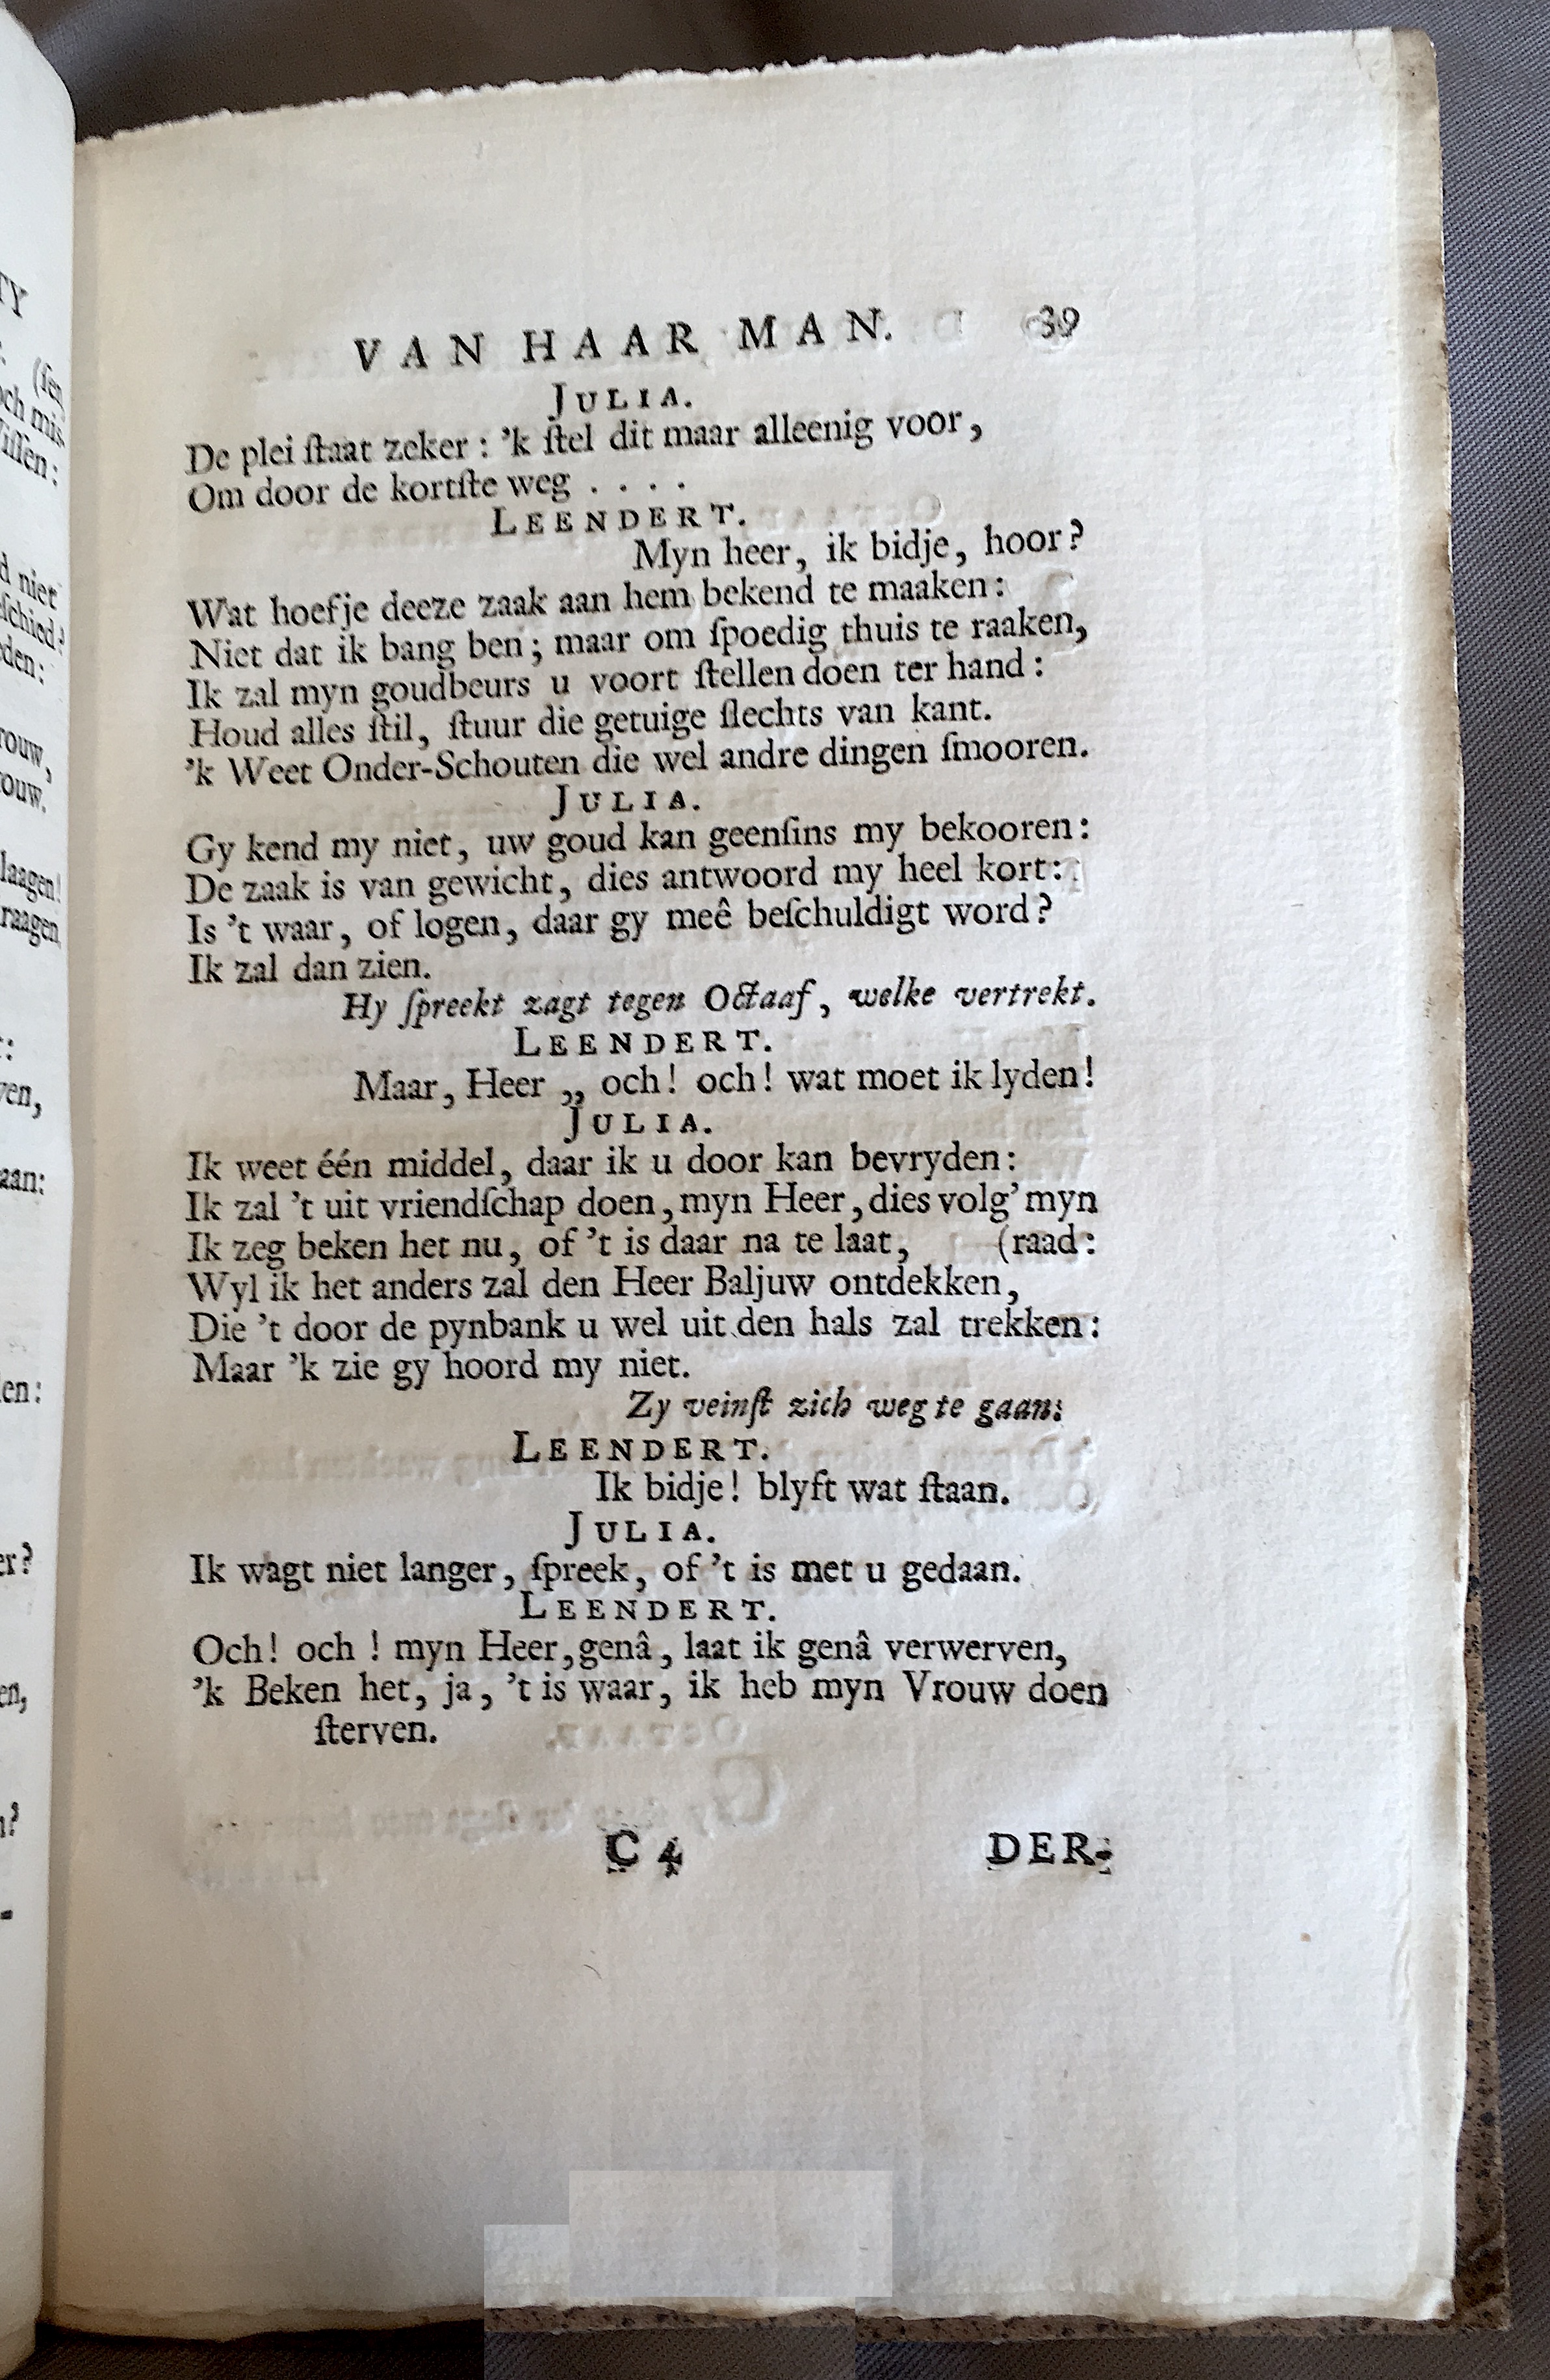 VAN HAAR MAN. 39
JULIA.
De plei ſtaat zeker: ’k ſtel dit maar alleenig voor,
Om door de kortſte weg . . . .
LEENDERT.
Myn heer, ik bidje, hoor?
Wat hoefje deeze zaak aan hem bekend te maaken:
Niet dat ik bang ben; maar om ſpoedig thuis te raaken,
Ik zal myn goudbeurs u voort ſtellen doen ter hand:
Houd alles ſtil, ſtuur die getuige ſlechts van kant.
’k Weet Onder-Schouten die wel andre dingen ſmooren.
JULIA.
Gy kend my niet, uw goud kan geenſins my bekooren:
De zaak is van gewicht, dies antwoord my heel kort:
Is ’t waar, of logen, daar gy meê beſchuldigt word?
Ik zal dan zien.
Hy ſpreekt zagt tegen Octaaf, welke vertrekt.
LEENDERT.
Maar, Heer ,, och! och! wat moet ik lyden!
JULIA.
Ik weet één middel, daar ik u door kan bevryden:
Ik zal ’t uit vriendſchap doen, myn Heer, dies volg’ myn
Ik zeg beken het nu, of ’t is daar na te laat, (raad:
Wyl ik het anders zal den Heer Baljuw ontdekken,
Die ’t door de pynbank u wel uit den hals zal trekken:
Maar ’k zie gy hoord my niet.
Zy veinſt zich weg te gaan:
LEENDERT.
Ik bidje! blyft wat ſtaan.
JULIA.
Ik wagt niet langer, ſpreek, of ’t is met u gedaan.
LEENDERT.
Och! och! myn Heer, genâ, laat ik genâ verwerven,
’k Beken het, ja, ’t is waar, ik heb myn Vrouw doen
ſterven.
C 4 DER-